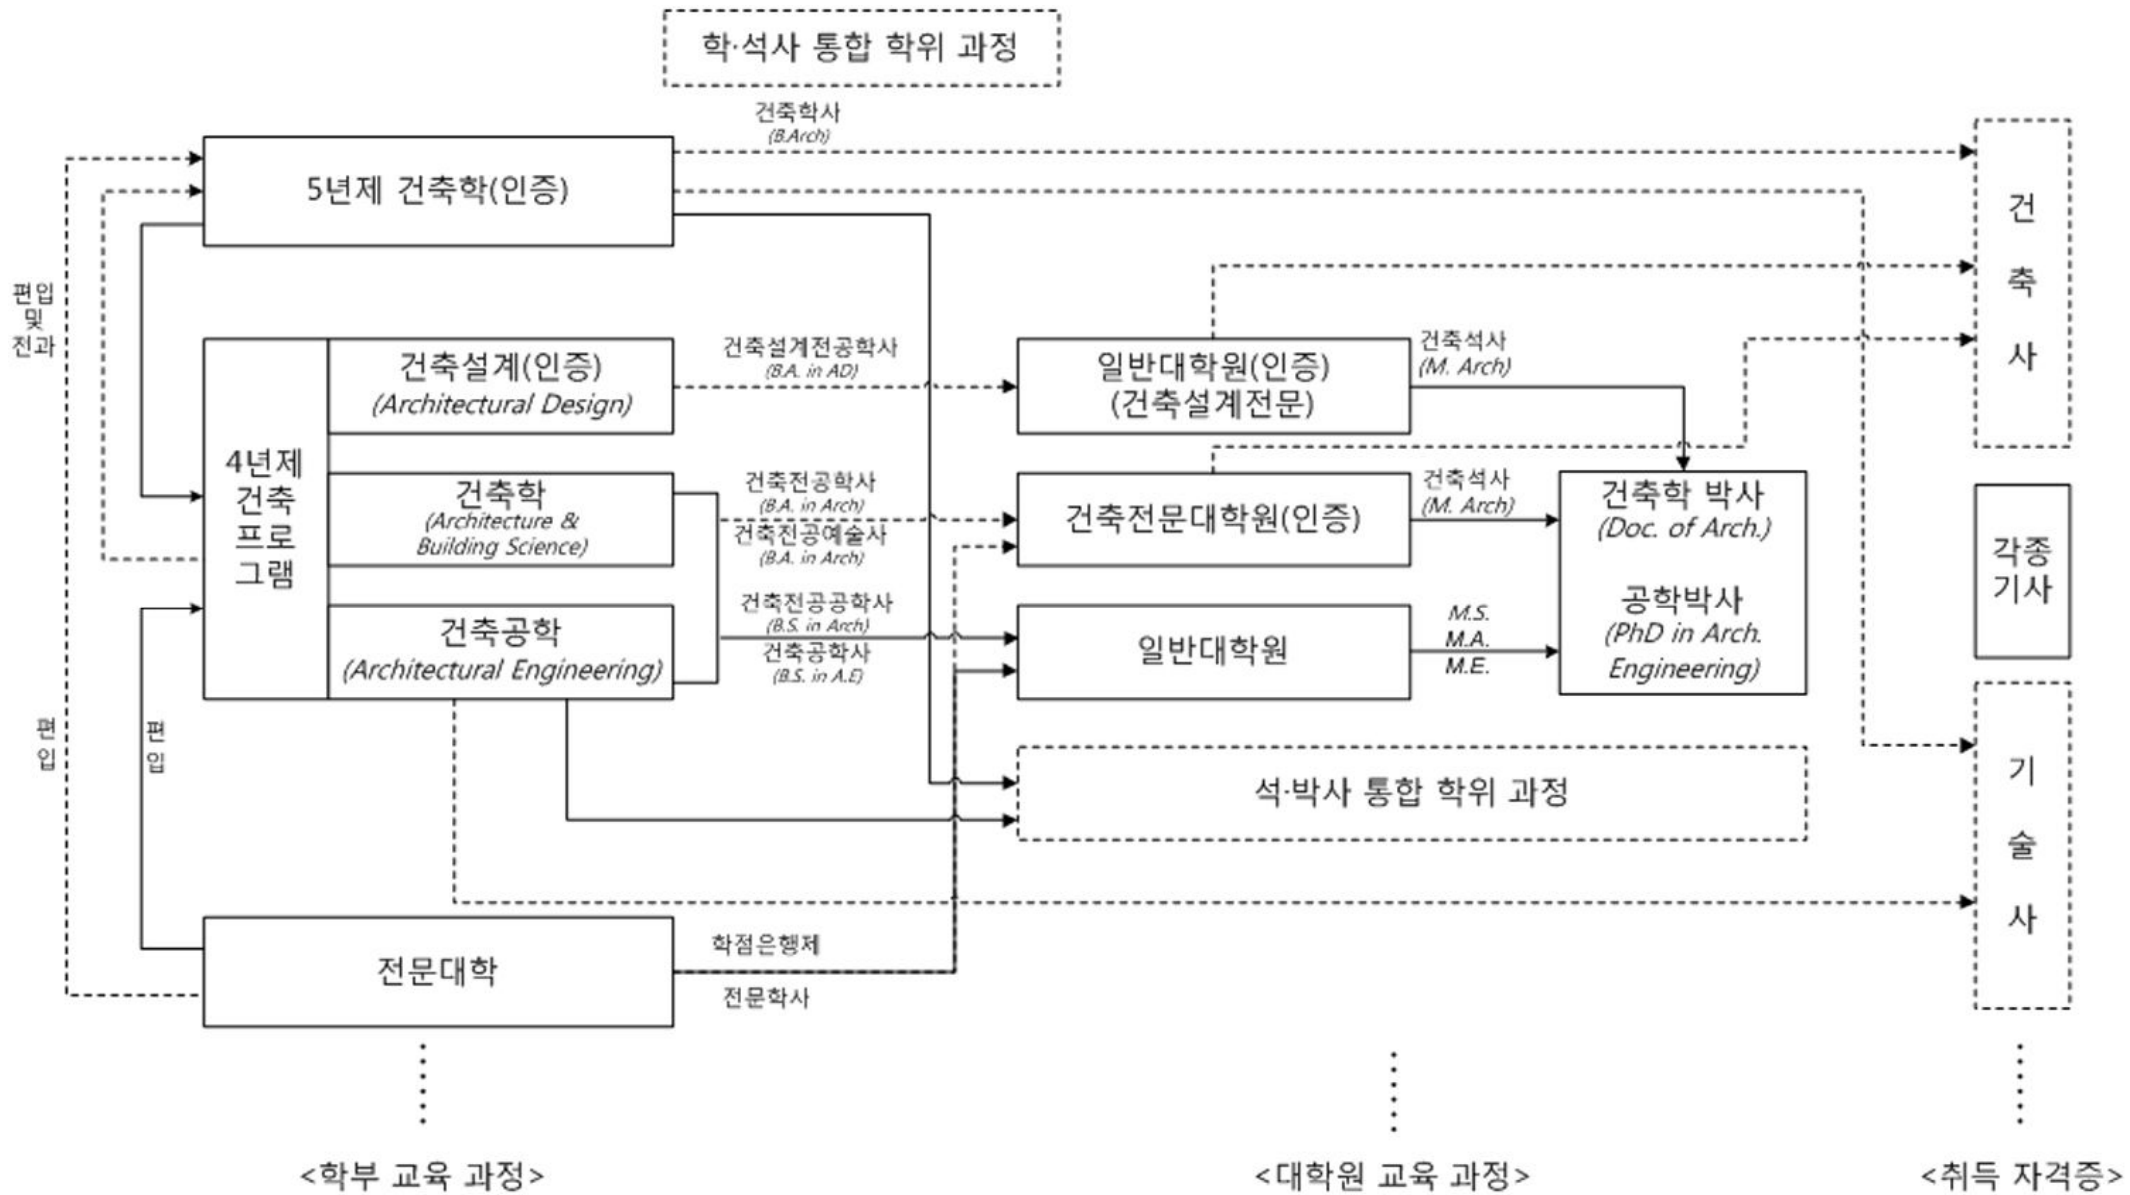 학·석사 통합 학위 과정
건축학사
(B.Arch)
5년제 건축학(인증)
편입
및
전과
4년제
건축
프로
그램
건축설계(인증)
(Architectural Design)
건축설계전공학사
(B.A. in AD)
일반대학원(인증)
(건축설계전문)
건축석사
(M. Arch)
건축학
(Architecture &
Building Science)
건축전공학사
(B.A. in Arch)
건축전공예술사
(B.A. in Arch)
건축전문대학원(인증)
건축석사
(M. Arch)
건축공학
(Architectural Engineering)
건축전공공학사
(B.S. in Arch)
건축공학사
(B.S. in A.E)
일반대학원
M.S.
M.A.
M.E.
건축학 박사
(Doc. of Arch.)
공학박사
(PhD in Arch.
Engineering)
석·박사 통합 학위 과정
편
입
편
입
전문대학
학점은행제
전문학사
건
축
사
각종
기사
기
술
사
<학부 교육 과정>
<대학원 교육 과정>
<취득 자격증>